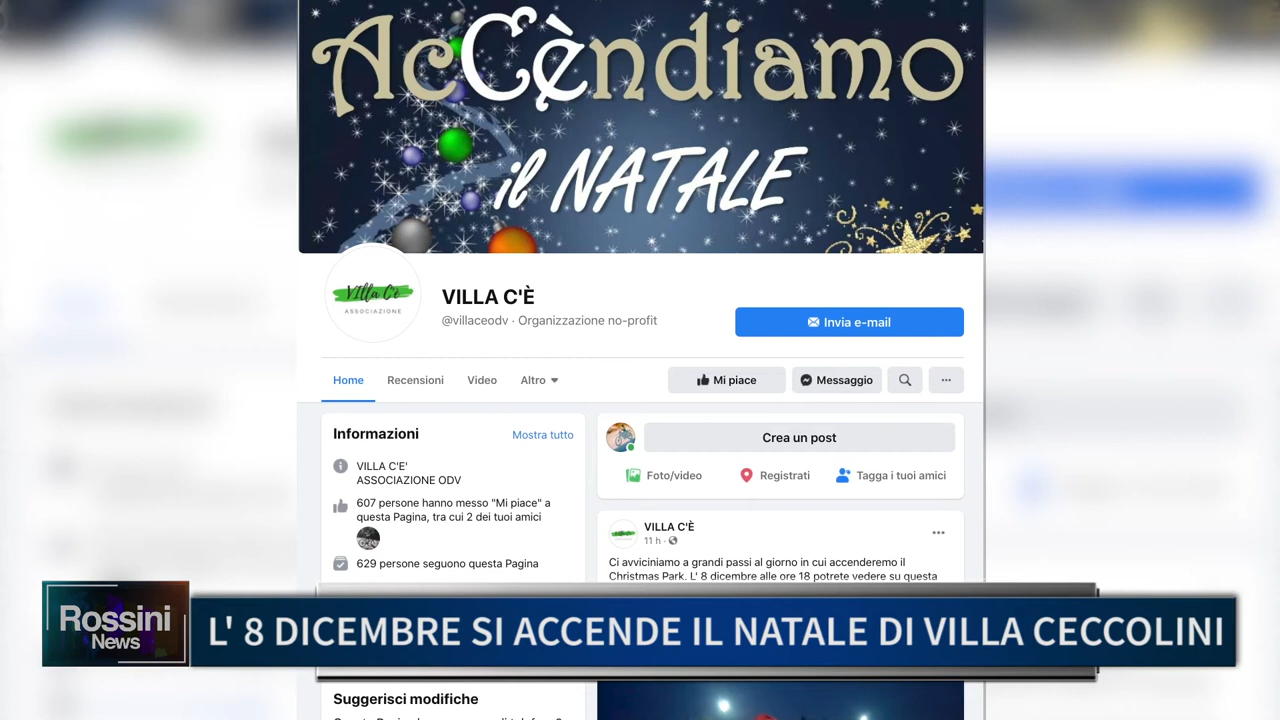 AcCèndiamo
il NATALE
Villa C'è
ASSOCIAZIONE
VILLA C'È
@villaceodv · Organizzazione no-profit
Invia e-mail
Home
Recensioni
Video
Altro
Mi piace
Messaggio
Informazioni
Mostra tutto
VILLA C'E'
ASSOCIAZIONE ODV
607 persone hanno messo "Mi piace" a
questa Pagina, tra cui 2 dei tuoi amici
629 persone seguono questa Pagina
Crea un post
Foto/video
Registrati
Tagga i tuoi amici
VILLA C'È
11 h ·
Ci avviciniamo a grandi passi al giorno in cui accenderemo il
Christmas Park. L' 8 dicembre alle ore 18 potrete vedere su questa
Rossini
News
L' 8 DICEMBRE SI ACCENDE IL NATALE DI VILLA CECCOLINI
Suggerisci modifiche